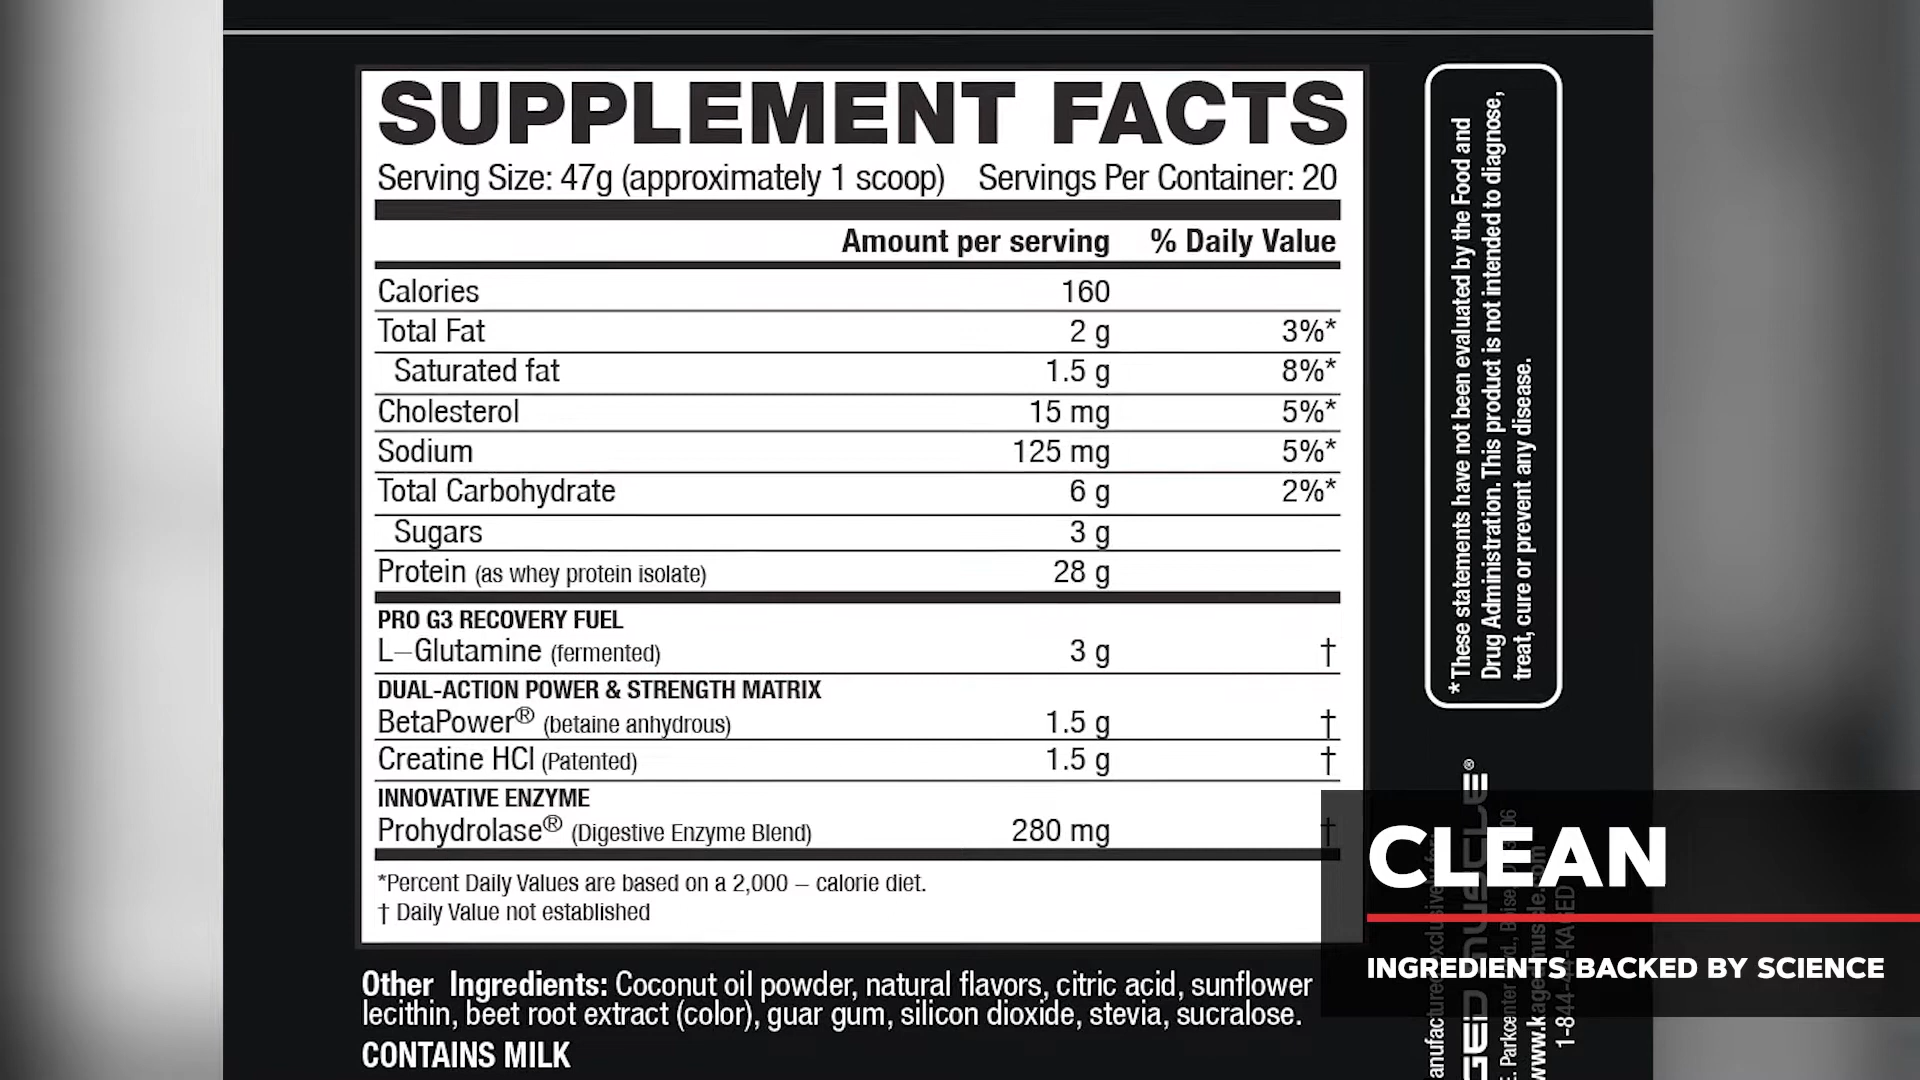 SUPPLEMENT FACTS
Serving Size: 47g (approximately 1 scoop) Servings Per Container: 20
Amount per serving % Daily Value
Calories 160
Total Fat 2 g 3%*
Saturated fat 1.5 g 8%*
Cholesterol 15 mg 5%*
Sodium 125 mg 5%*
Total Carbohydrate 6 g 2%*
Sugars 3 g
Protein (as whey protein isolate) 28 g
PRO G3 RECOVERY FUEL
L–Glutamine (fermented) 3 g †
DUAL-ACTION POWER & STRENGTH MATRIX
BetaPower® (betaine anhydrous) 1.5 g †
Creatine HCl (Patented) 1.5 g †
INNOVATIVE ENZYME
Prohydrolase® (Digestive Enzyme Blend) 280 mg †
*Percent Daily Values are based on a 2,000 – calorie diet.
† Daily Value not established
Other Ingredients: Coconut oil powder, natural flavors, citric acid, sunflower
lecithin, beet root extract (color), guar gum, silicon dioxide, stevia, sucralose.
CONTAINS MILK
*These statements have not been evaluated by the Food and
Drug Administration. This product is not intended to diagnose,
treat, cure or prevent any disease.
CLEAN
INGREDIENTS BACKED BY SCIENCE